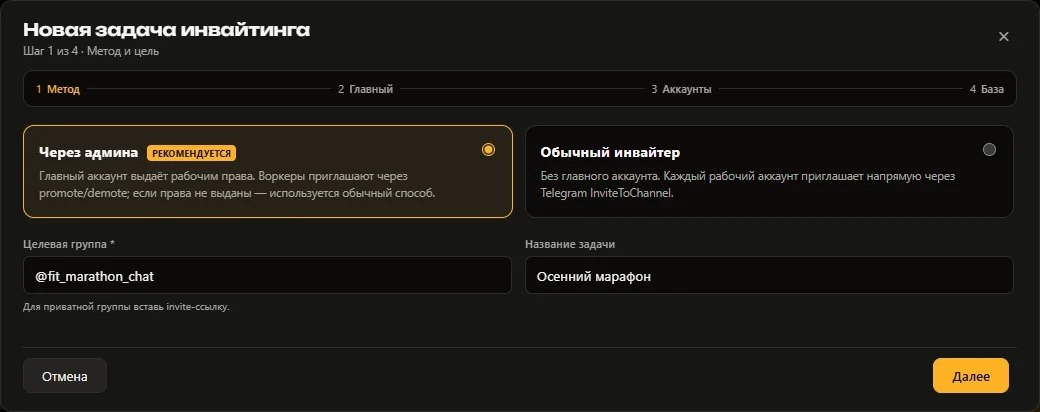 Новая задача инвайтинга
Шаг 1 из 4 · Метод и цель
1 Метод
2 Главный
3 Аккаунты
4 База
Через админа РЕКОМЕНДУЕТСЯ
Главный аккаунт выдаёт рабочим права. Воркеры приглашают через
promote/demote; если права не выданы — используется обычный способ.
Обычный инвайтер
Без главного аккаунта. Каждый рабочий аккаунт приглашает напрямую через
Telegram InviteToChannel.
Целевая группа *
@fit_marathon_chat
Для приватной группы вставь invite-ссылку.
Название задачи
Осенний марафон
Отмена
Далее